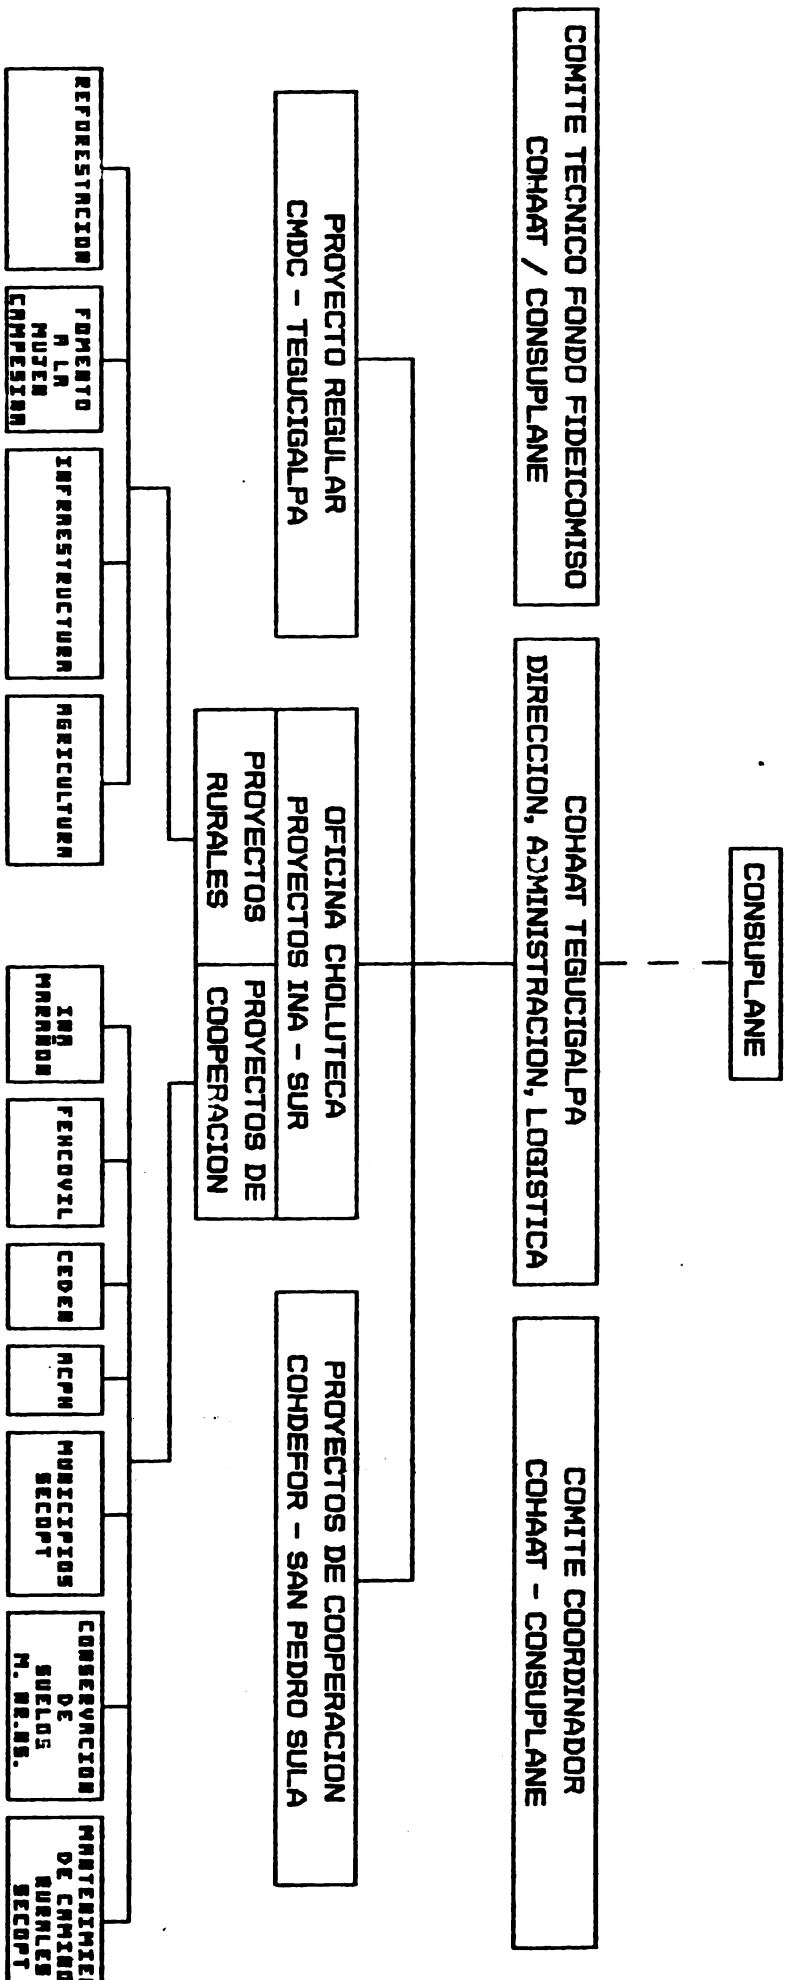 CONSUPLANE
COMITE TECNICO FONDO FIDEICOMISO
COHAAT / CONSUPLANE
COHAAT TEGUCIGALPA
DIRECCION, ADMINISTRACION, LOGISTICA
COMITE COORDINADOR
COHAAT - CONSUPLANE
PROYECTO REGULAR
CMDC - TEGUCIGALPA
OFICINA CHOLUTECA
PROYECTOS INA - SUR
PROYECTOS
RURALES
PROYECTOS DE
COOPERACION
PROYECTOS DE COOPERACION
COHDEFOR - SAN PEDRO SULA
REFORESTACION
FOMENTO
A LA
MUJER
CAMPESINA
INFRAESTRUCTURA
AGRICULTURA
INA
MARAÑON
FEHCOVIL
CEDEN
ACPH
MUNICIPIOS
SECOPT
CONSERVACION
DE
SUELOS
M. RR.NN.
MANTENIMIE
DE CAMINO
RURALES
SECOPT